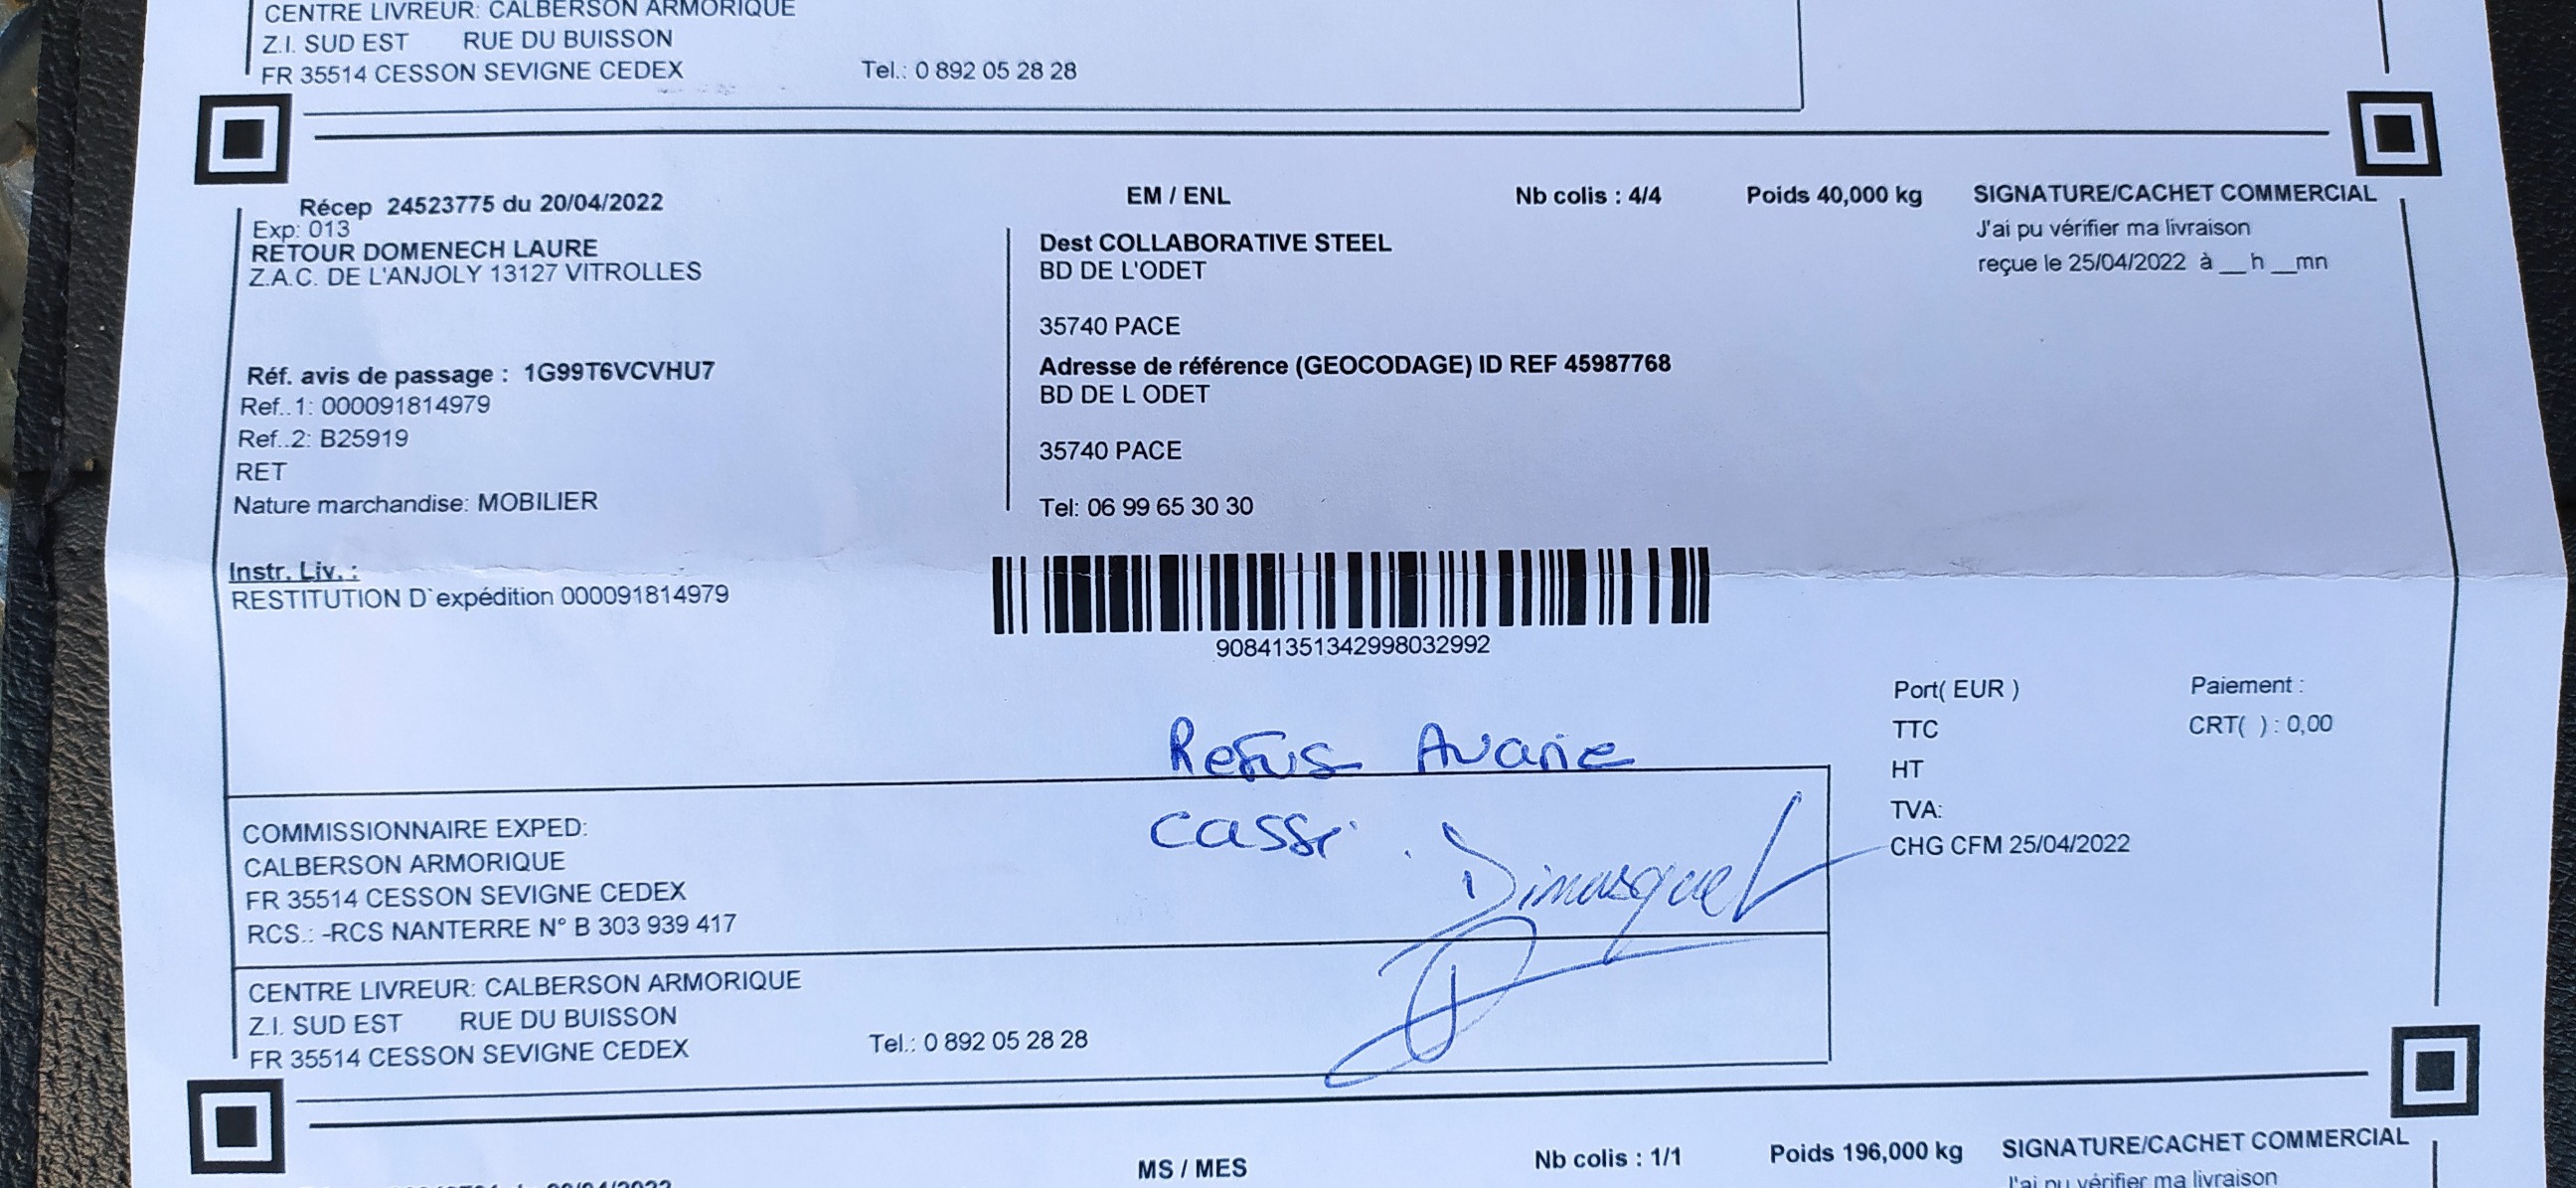 CENTRE LIVREUR: CALBERSON ARMORIQUE
Z.I. SUD EST RUE DU BUISSON
FR 35514 CESSON SEVIGNE CEDEX Tel.: 0 892 05 28 28
Récep 24523775 du 20/04/2022 EM / ENL Nb colis : 4/4 Poids 40,000 kg SIGNATURE/CACHET COMMERCIAL
Exp: 013
RETOUR DOMENECH LAURE
Z.A.C. DE L'ANJOLY 13127 VITROLLES
Dest COLLABORATIVE STEEL
BD DE L'ODET
35740 PACE
J'ai pu vérifier ma livraison
reçue le 25/04/2022 à __h __mn
Réf. avis de passage : 1G99T6VCVHU7
Ref..1: 000091814979
Ref..2: B25919
RET
Nature marchandise: MOBILIER
Adresse de référence (GEOCODAGE) ID REF 45987768
BD DE L ODET
35740 PACE
Tel: 06 99 65 30 30
Instr. Liv. :
RESTITUTION D`expédition 000091814979
90841351342998032992
Port( EUR ) Paiement :
TTC CRT( ) : 0,00
HT
TVA:
CHG CFM 25/04/2022
Refus Avarie
COMMISSIONNAIRE EXPED:
CALBERSON ARMORIQUE
FR 35514 CESSON SEVIGNE CEDEX
RCS.: -RCS NANTERRE N° B 303 939 417
CENTRE LIVREUR: CALBERSON ARMORIQUE
Z.I. SUD EST RUE DU BUISSON
FR 35514 CESSON SEVIGNE CEDEX Tel.: 0 892 05 28 28
MS / MES Nb colis : 1/1 Poids 196,000 kg SIGNATURE/CACHET COMMERCIAL
J'ai pu vérifier ma livraison